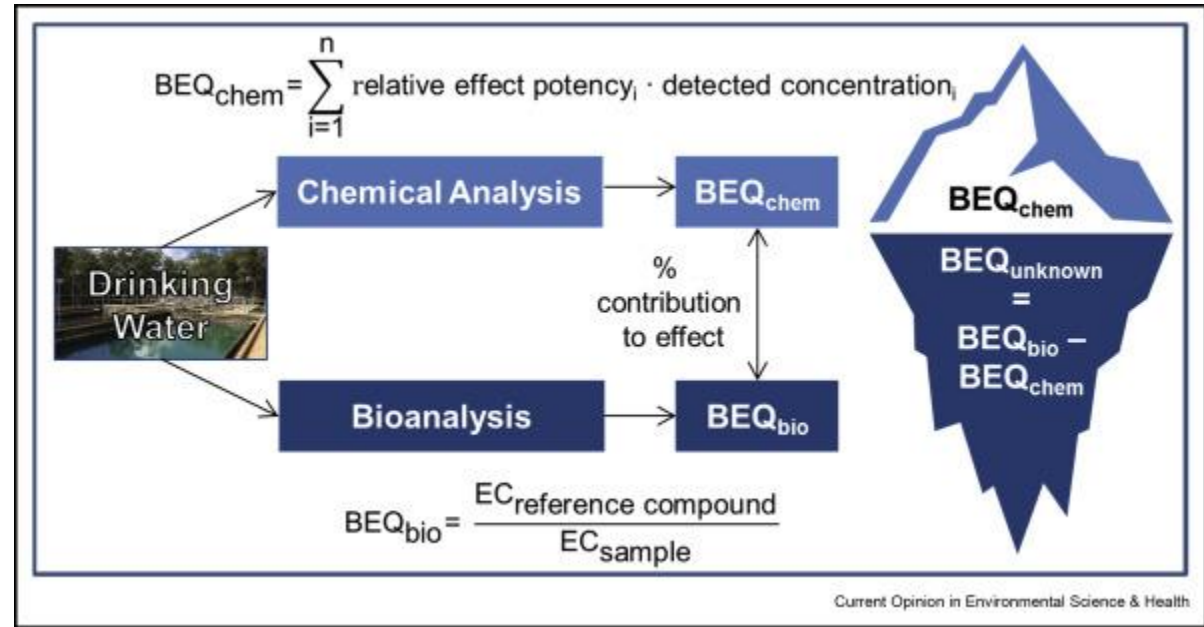 n
BEQchem = ∑ relative effect potencyi · detected concentrationi
i=1
Chemical Analysis
BEQchem
BEQchem
Drinking
Water
%
contribution
to effect
BEQunknown
=
BEQbio –
BEQchem
Bioanalysis
BEQbio
BEQbio = ECreference compound
ECsample
Current Opinion in Environmental Science & Health